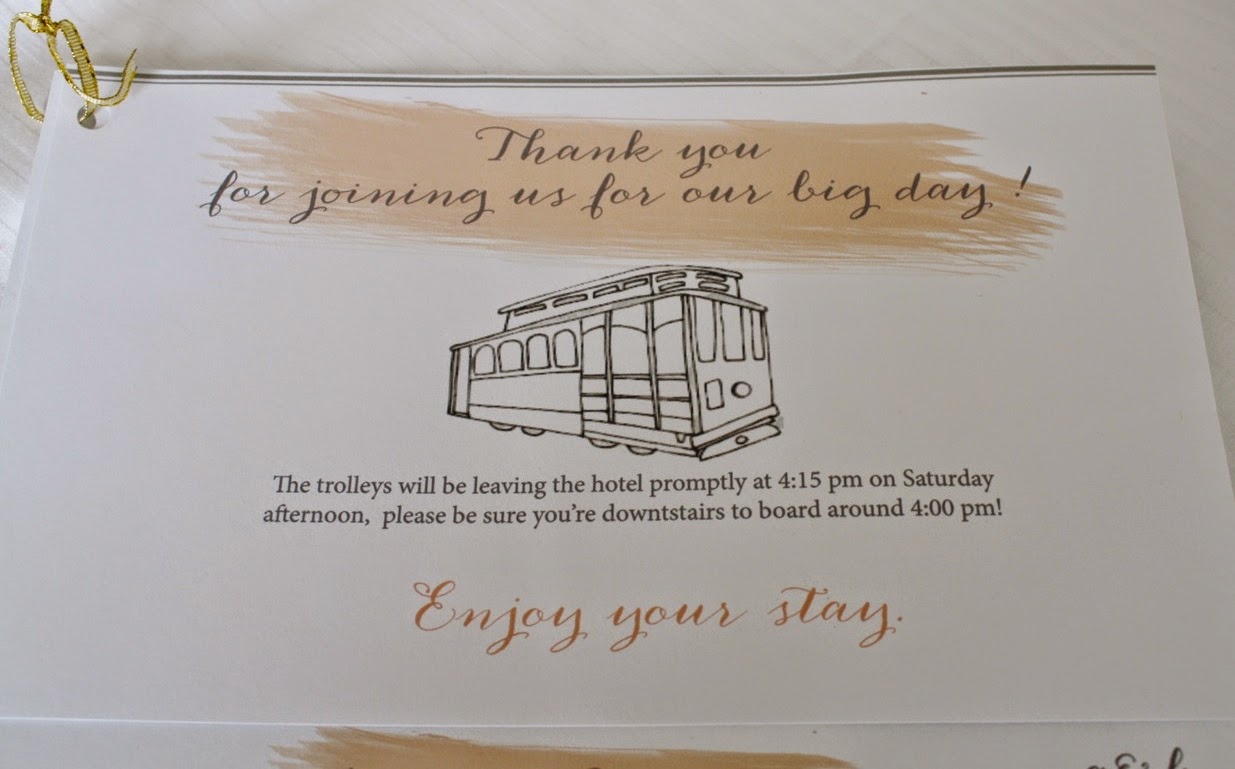 Thank you
for joining us for our big day !
The trolleys will be leaving the hotel promptly at 4:15 pm on Saturday
afternoon, please be sure you're downtstairs to board around 4:00 pm!
Enjoy your stay.